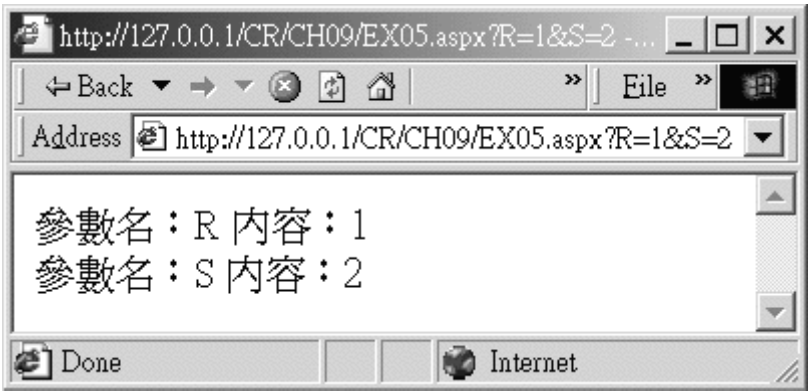 http://127.0.0.1/CR/CH09/EX05.aspx?R=1&S=2 -...
Back » File »
Address http://127.0.0.1/CR/CH09/EX05.aspx?R=1&S=2
參數名：R 內容：1
參數名：S 內容：2
Done Internet